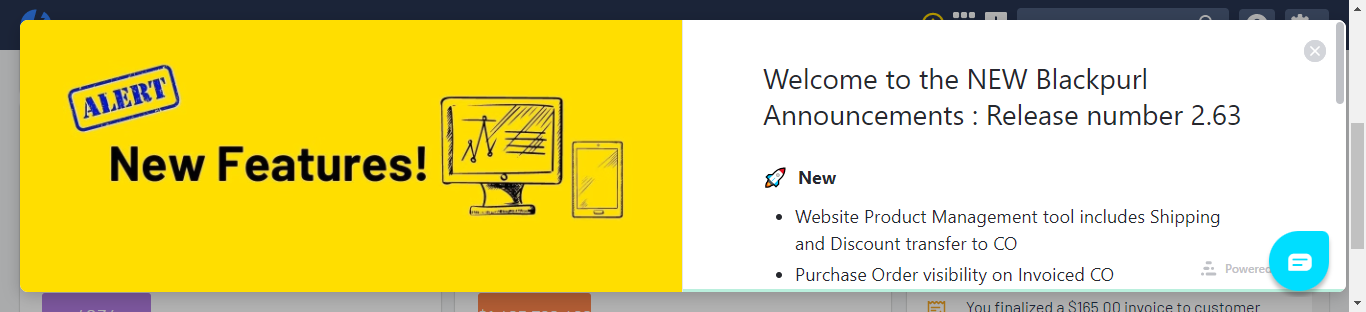 ALERT
New Features!
Welcome to the NEW Blackpurl
Announcements : Release number 2.63
🚀 New
• Website Product Management tool includes Shipping
and Discount transfer to CO
• Purchase Order visibility on Invoiced CO
Powered
You finalized a $165.00 invoice to customer